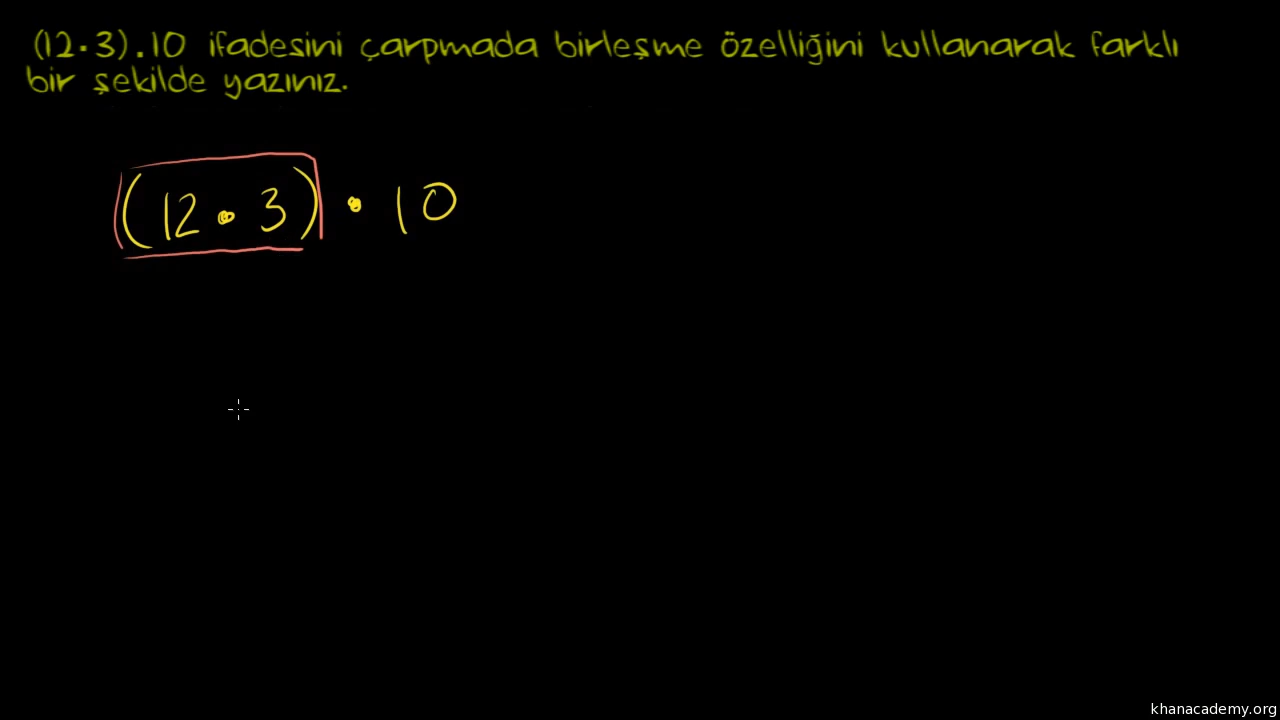 (12·3).10 ifadesini çarpmada birleşme özelliğini kullanarak farklı
bir şekilde yazınız.
(12·3)·10
khanacademy.org